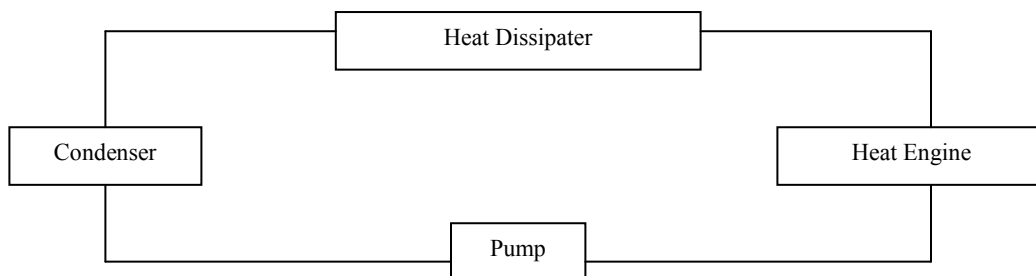 Heat Dissipater
Condenser
Heat Engine
Pump